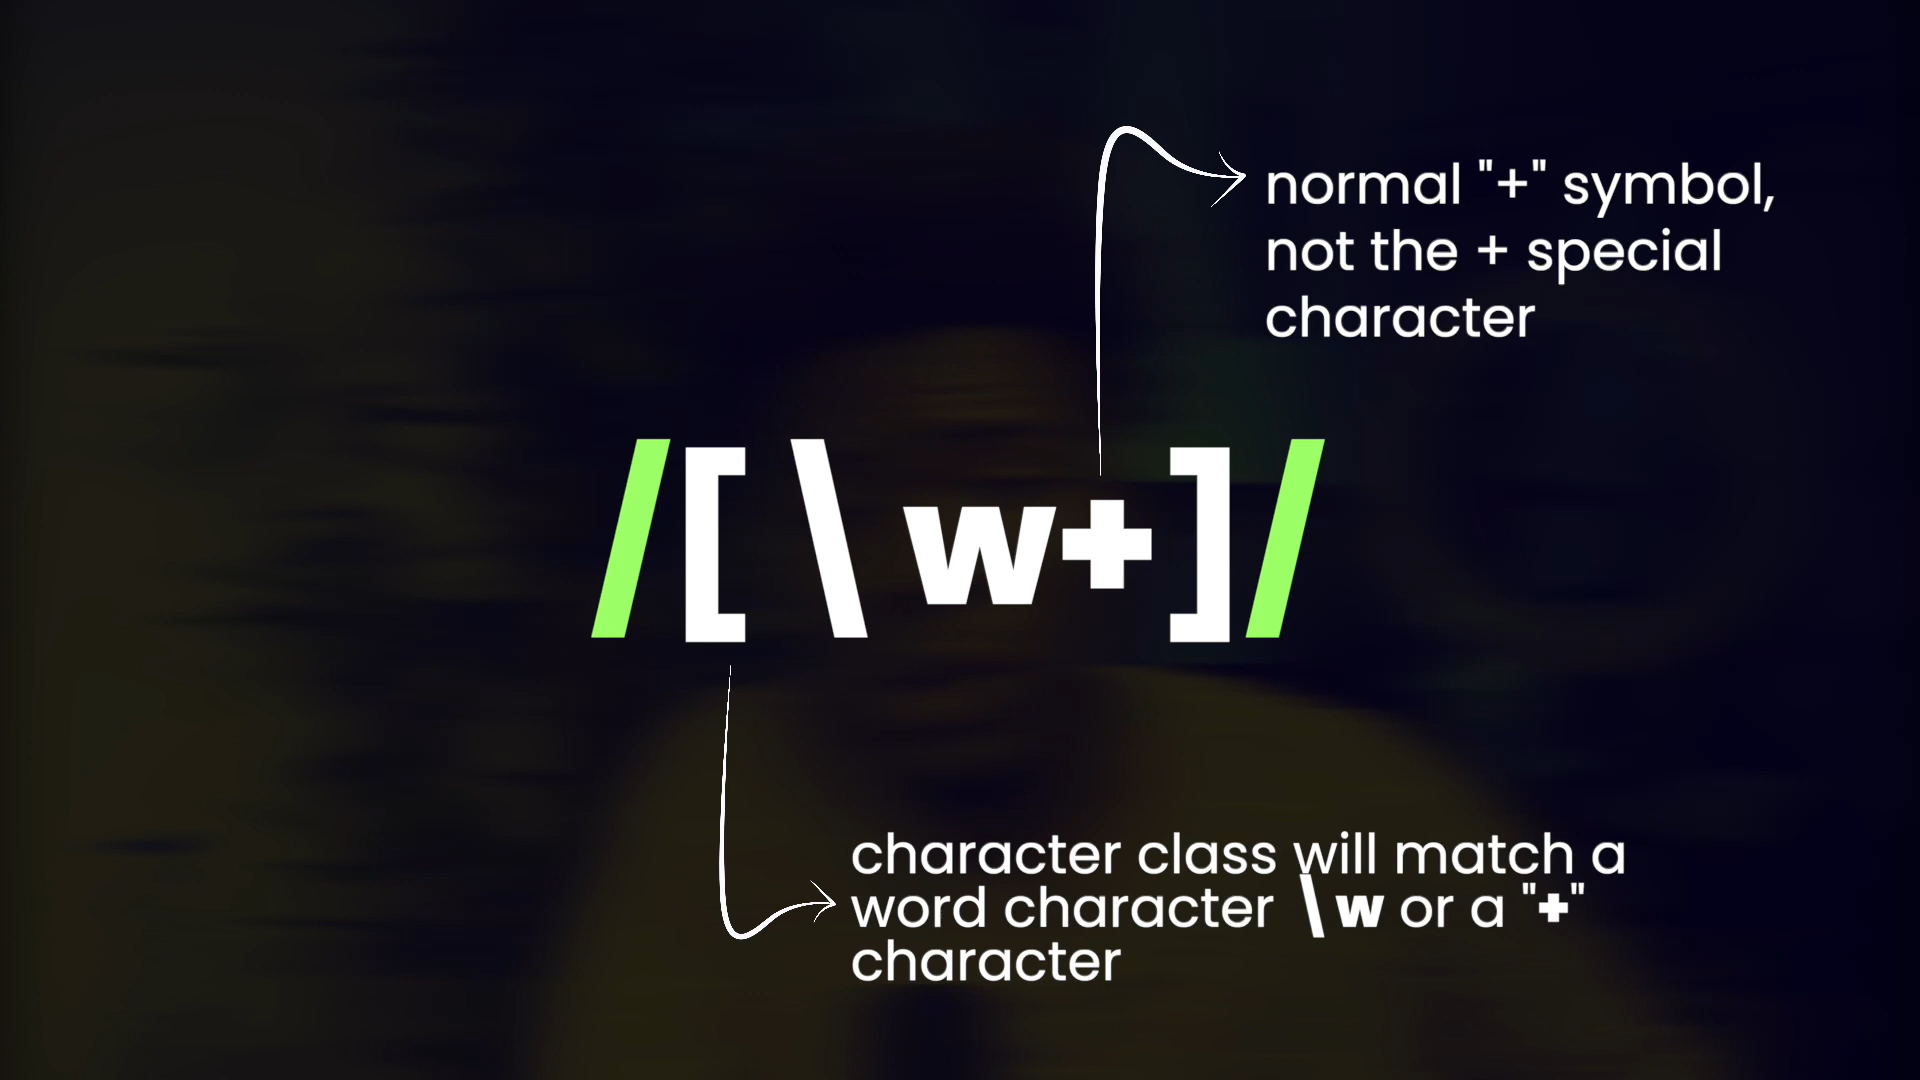 normal "+" symbol,
not the + special
character
/[\w+]/
character class will match a
word character \w or a "+"
character